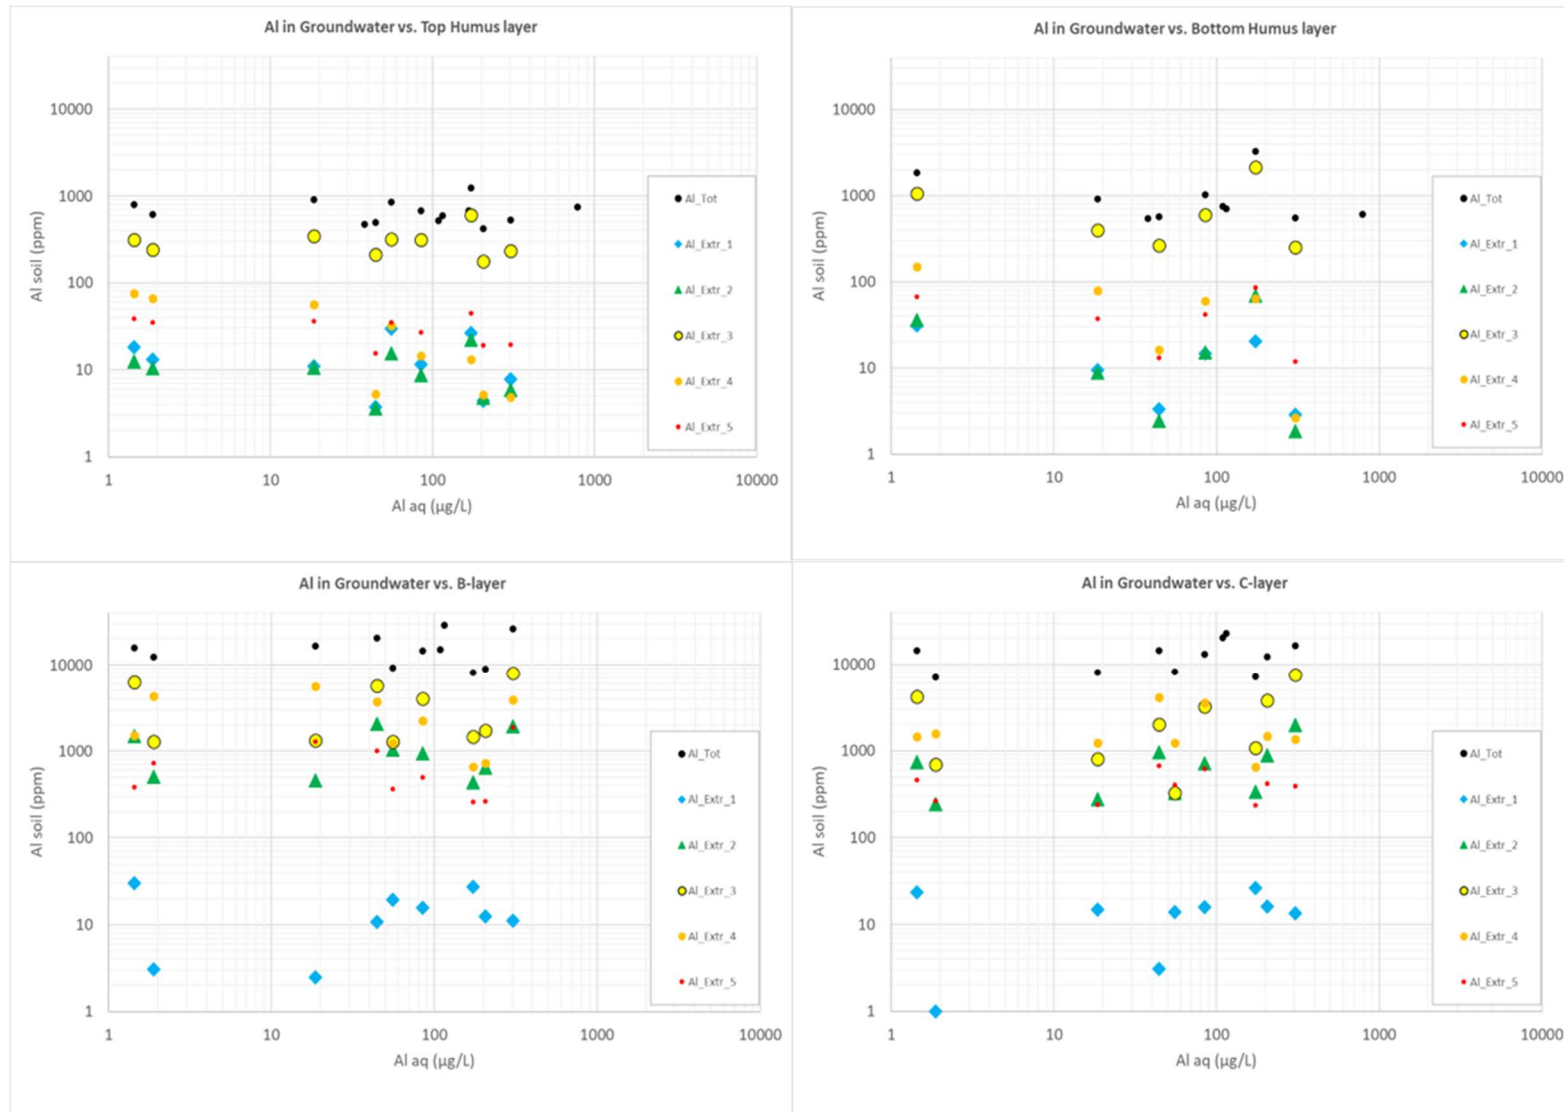 Al in Groundwater vs. Top Humus layer
10000
1000
100
10
1
Al soil (ppm)
1 10 100 1000 10000
Al aq (µg/L)
Al_Tot
Al_Extr_1
Al_Extr_2
Al_Extr_3
Al_Extr_4
Al_Extr_5
Al in Groundwater vs. Bottom Humus layer
10000
1000
100
10
1
Al soil (ppm)
1 10 100 1000 10000
Al aq (µg/L)
Al_Tot
Al_Extr_1
Al_Extr_2
Al_Extr_3
Al_Extr_4
Al_Extr_5
Al in Groundwater vs. B-layer
10000
1000
100
10
1
Al soil (ppm)
1 10 100 1000 10000
Al aq (µg/L)
Al_Tot
Al_Extr_1
Al_Extr_2
Al_Extr_3
Al_Extr_4
Al_Extr_5
Al in Groundwater vs. C-layer
10000
1000
100
10
1
Al soil (ppm)
1 10 100 1000 10000
Al aq (µg/L)
Al_Tot
Al_Extr_1
Al_Extr_2
Al_Extr_3
Al_Extr_4
Al_Extr_5